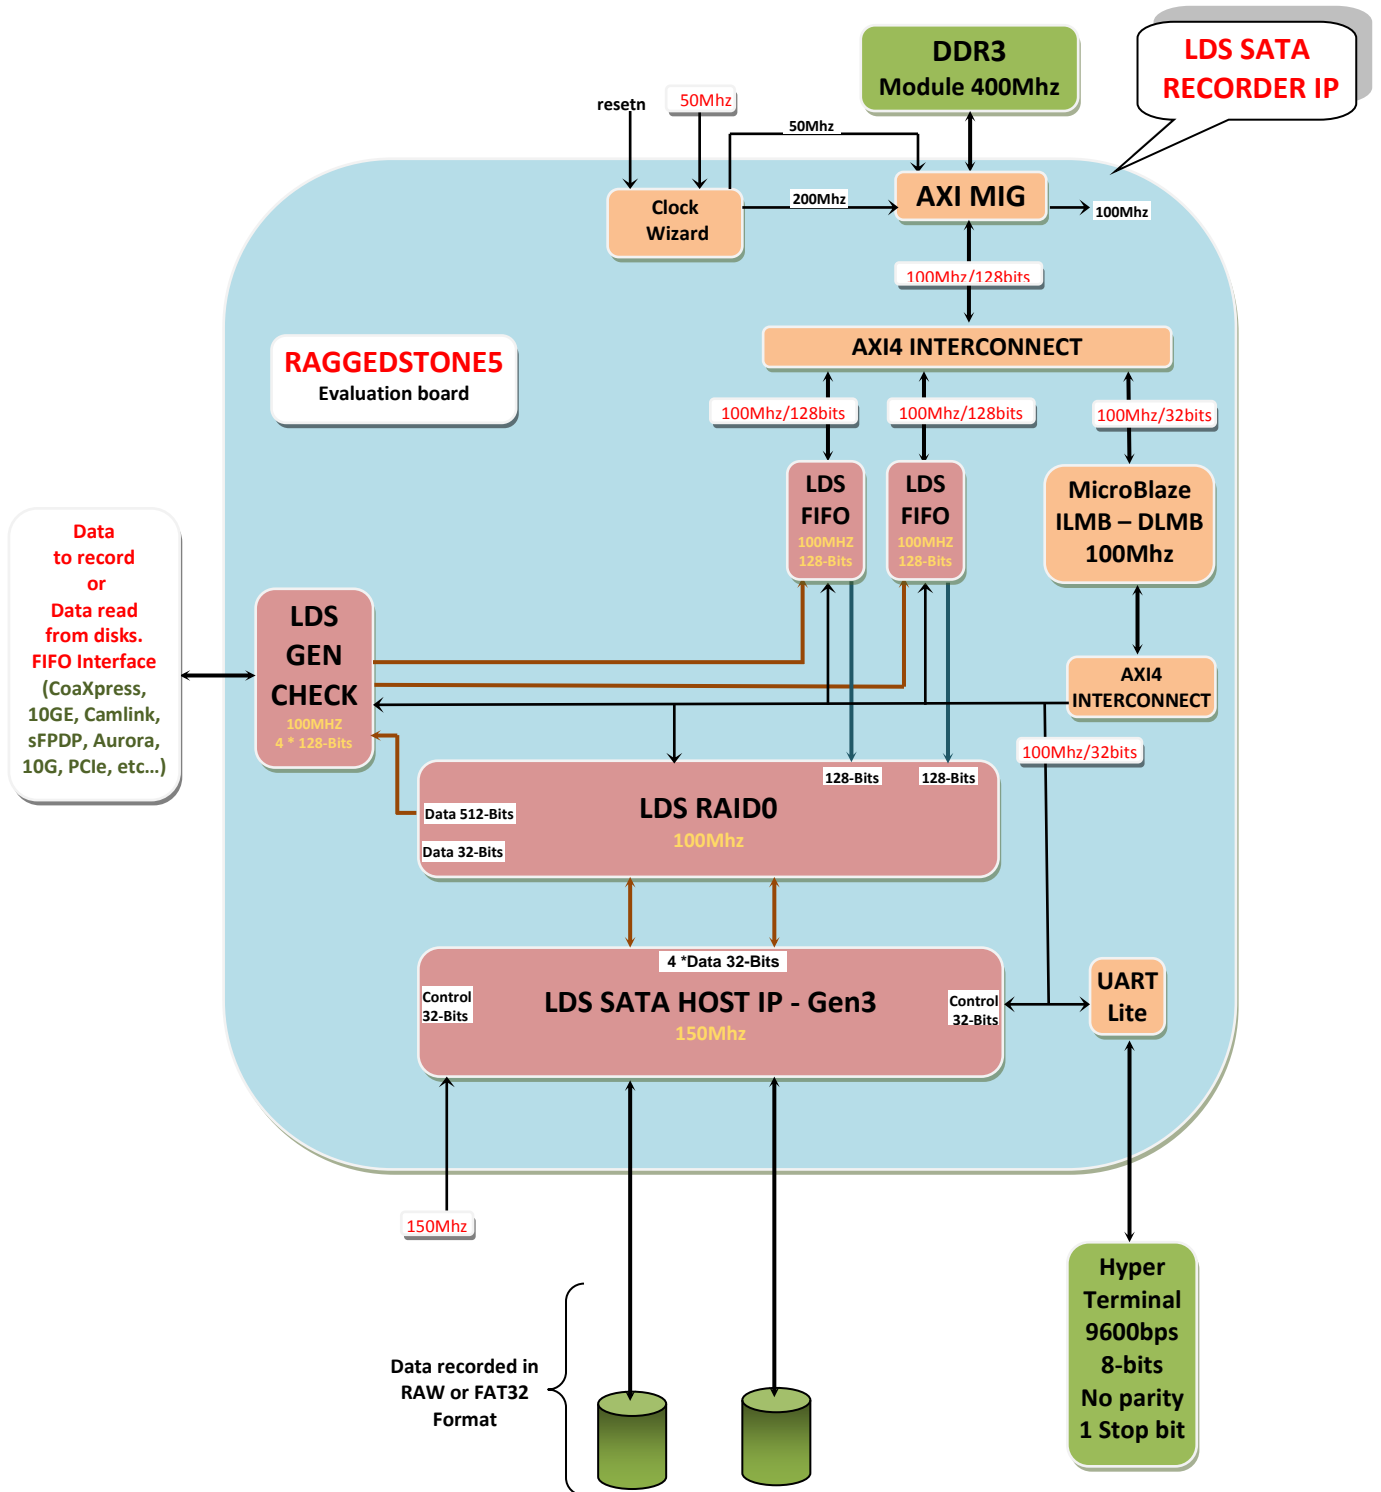 LDS SATA
RECORDER IP
DDR3
Module 400Mhz
resetn
50Mhz
50Mhz
Clock
Wizard
200Mhz
AXI MIG
100Mhz
100Mhz/128bits
AXI4 INTERCONNECT
RAGGEDSTONE5
Evaluation board
100Mhz/128bits
100Mhz/128bits
100Mhz/32bits
LDS
FIFO
100MHZ
128-Bits
LDS
FIFO
100MHZ
128-Bits
MicroBlaze
ILMB – DLMB
100Mhz
Data
to record
or
Data read
from disks.
FIFO Interface
(CoaXpress,
10GE, Camlink,
sFPDP, Aurora,
10G, PCIe, etc...)
LDS
GEN
CHECK
100MHZ
4 * 128-Bits
AXI4
INTERCONNECT
100Mhz/32bits
128-Bits
128-Bits
LDS RAID0
100Mhz
Data 512-Bits
Data 32-Bits
4 *Data 32-Bits
Control
32-Bits
LDS SATA HOST IP - Gen3
150Mhz
Control
32-Bits
UART
Lite
150Mhz
Data recorded in
RAW or FAT32
Format
Hyper
Terminal
9600bps
8-bits
No parity
1 Stop bit